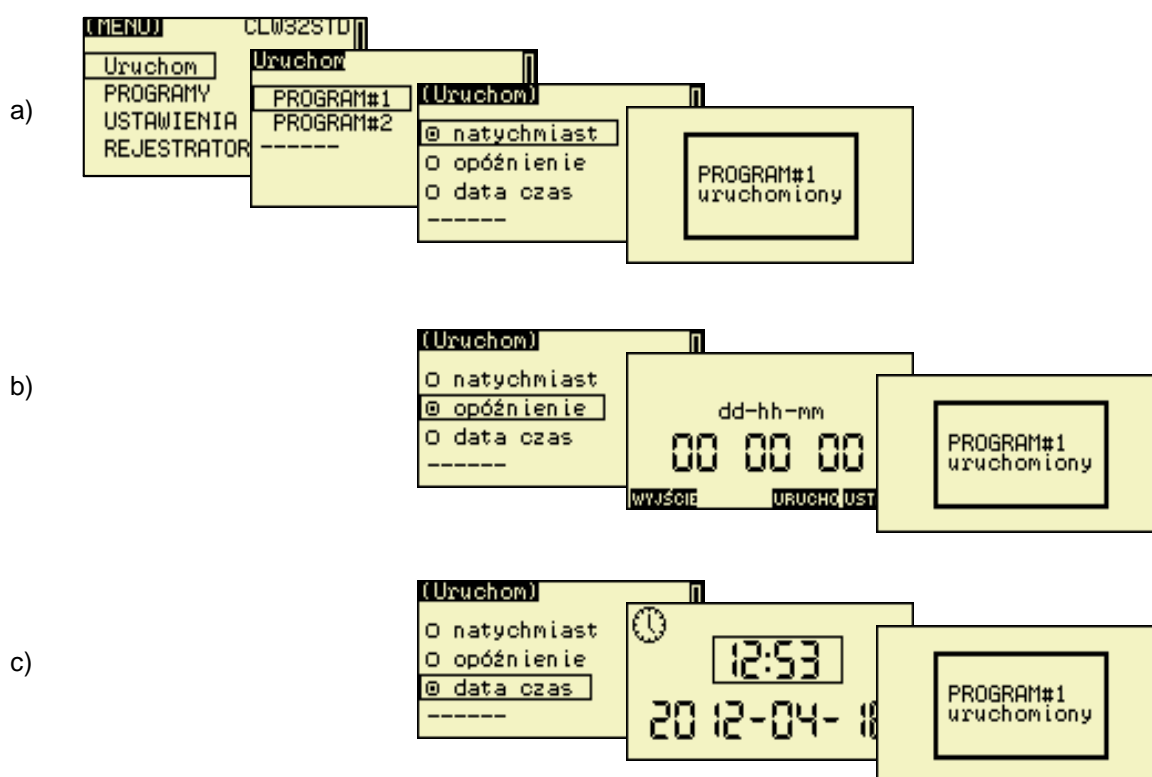 a)
(MENU) CLW32STD
Uruchom
PROGRAMY
USTAWIENIA
REJESTRATOR
Uruchom
PROGRAM#1
PROGRAM#2
------
(Uruchom)
natychmiast
opóźnienie
data czas
------
PROGRAM#1
uruchomiony
b)
(Uruchom)
natychmiast
opóźnienie
data czas
------
dd-hh-mm
00 00 00
WYJŚCIE URUCHO UST
PROGRAM#1
uruchomiony
c)
(Uruchom)
natychmiast
opóźnienie
data czas
------
12:53
2012-04-
PROGRAM#1
uruchomiony